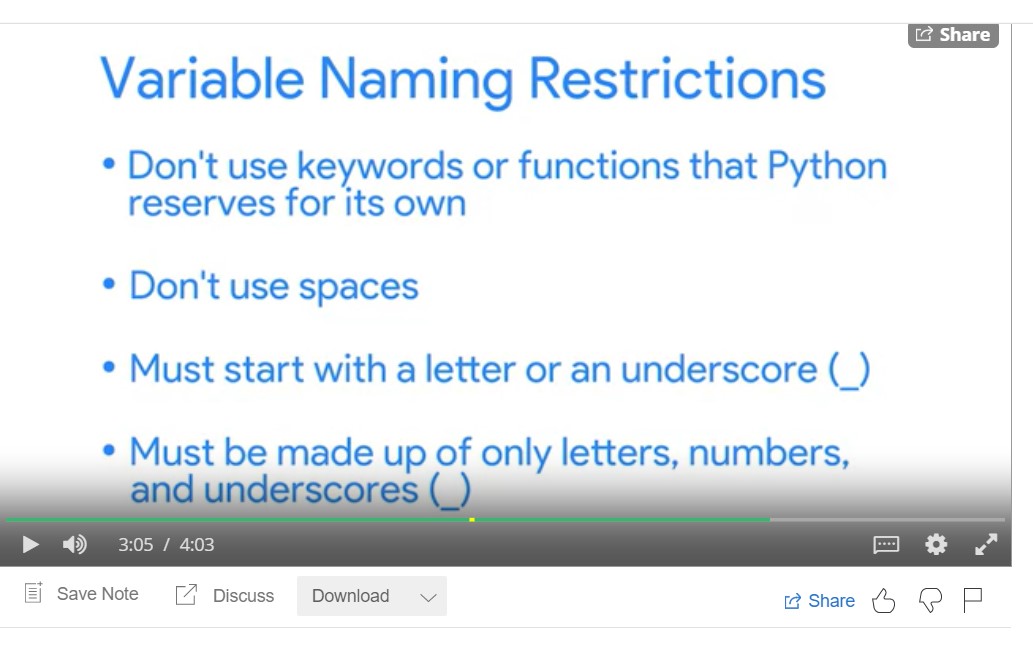 Share
Variable Naming Restrictions
• Don't use keywords or functions that Python
reserves for its own
• Don't use spaces
• Must start with a letter or an underscore (_)
• Must be made up of only letters, numbers,
and underscores (_)
3:05 / 4:03
Save Note Discuss Download Share